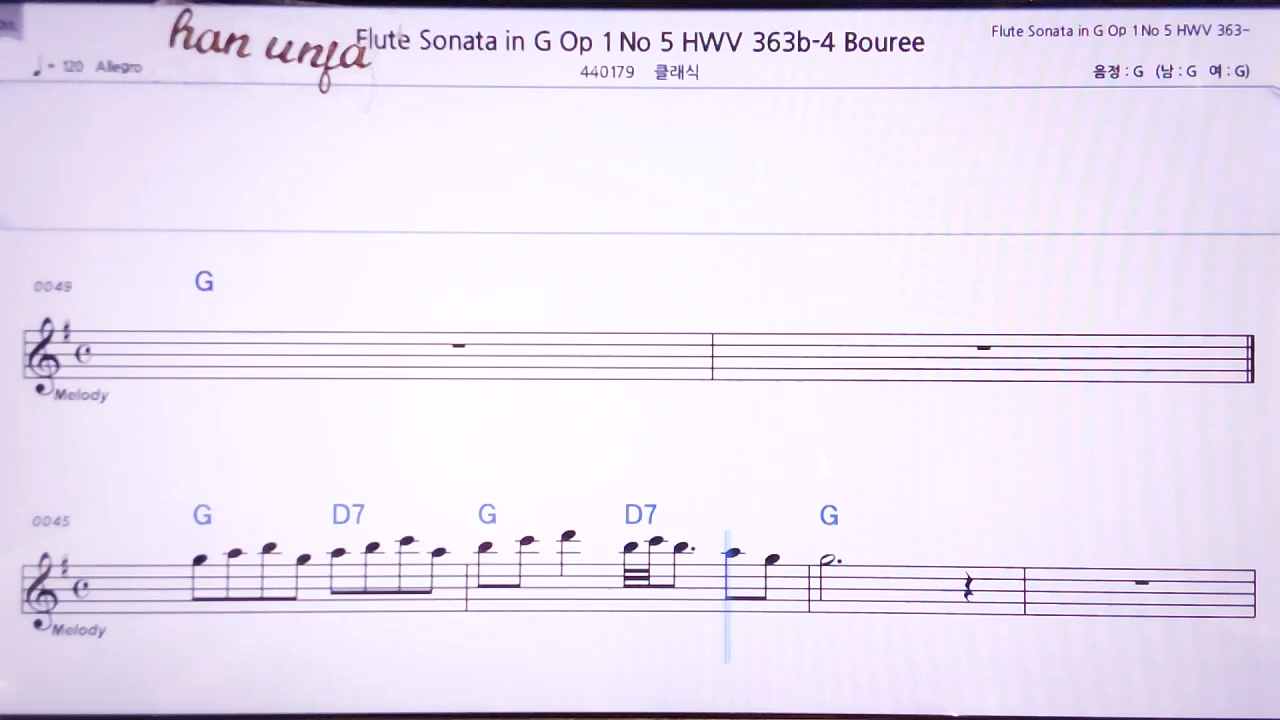 han unfa
Flute Sonata in G Op 1 No 5 HWV 363b-4 Bouree
Flute Sonata in G Op 1 No 5 HWV 363-
♩ = 120 Allegro
440179 클래식
음정 : G (남 : G 여 : G)
0049 G
Melody
0045 G D7 G D7 G
Melody